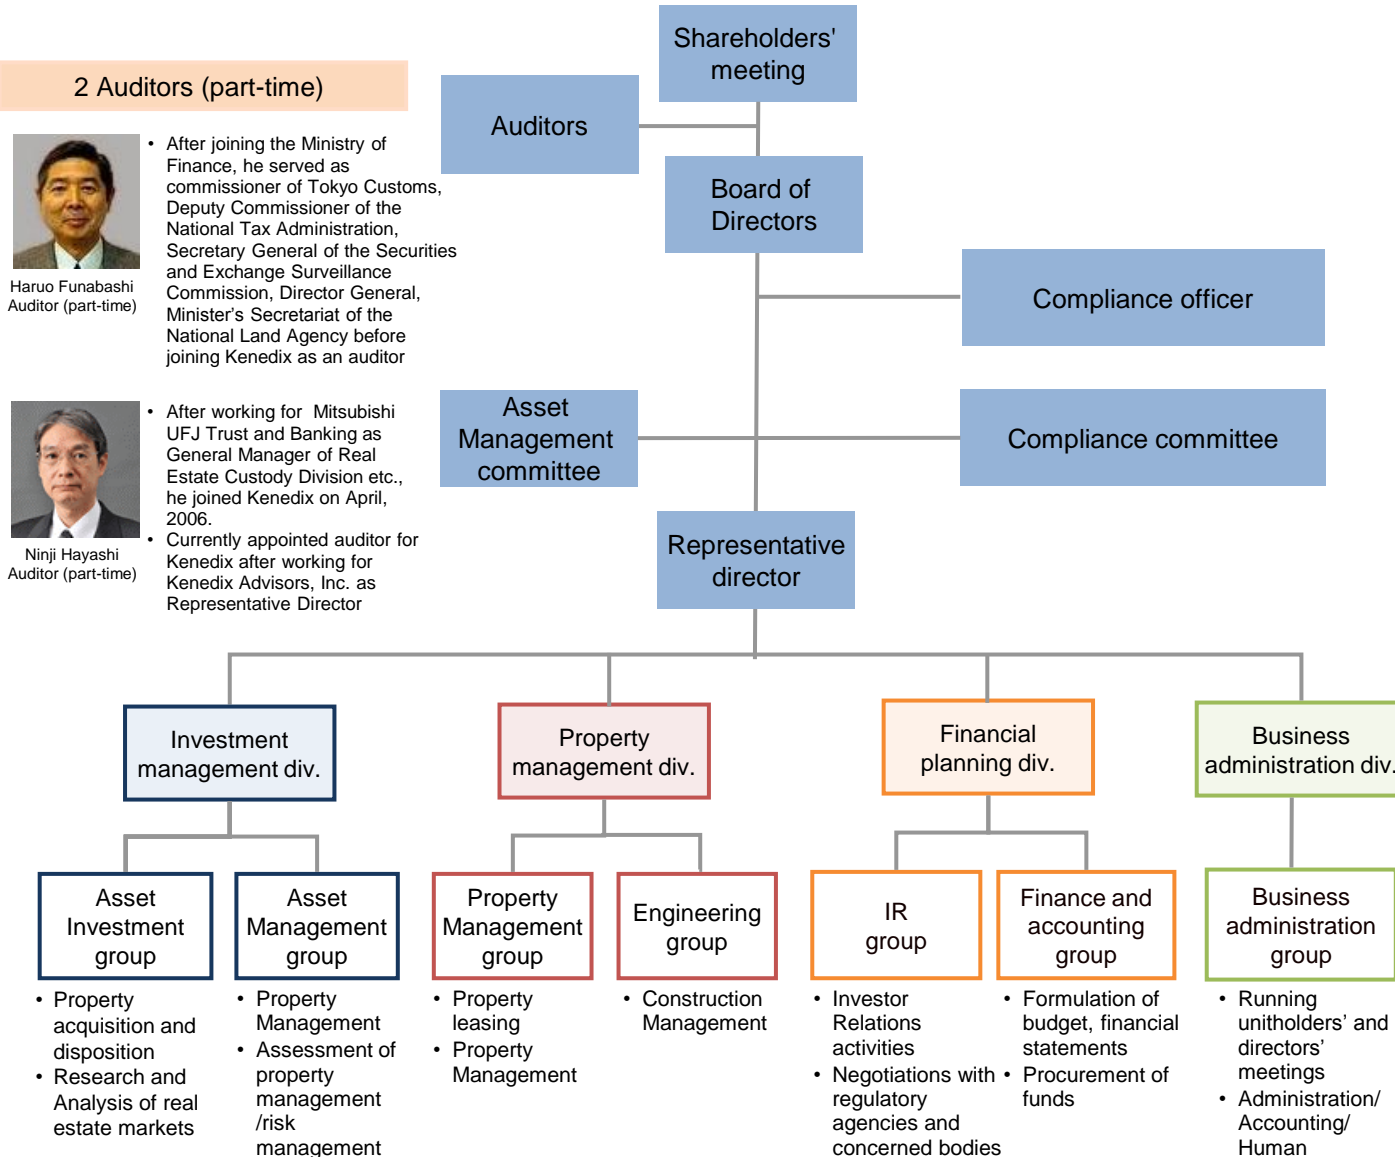 2 Auditors (part-time)
Haruo Funabashi
Auditor (part-time)
• After joining the Ministry of
Finance, he served as
commissioner of Tokyo Customs,
Deputy Commissioner of the
National Tax Administration,
Secretary General of the Securities
and Exchange Surveillance
Commission, Director General,
Minister’s Secretariat of the
National Land Agency before
joining Kenedix as an auditor
Ninji Hayashi
Auditor (part-time)
• After working for Mitsubishi
UFJ Trust and Banking as
General Manager of Real
Estate Custody Division etc.,
he joined Kenedix on April,
2006.
• Currently appointed auditor for
Kenedix after working for
Kenedix Advisors, Inc. as
Representative Director
Shareholders'
meeting
Auditors
Board of
Directors
Compliance officer
Asset
Management
committee
Compliance committee
Representative
director
Investment
management div.
Property
management div.
Financial
planning div.
Business
administration div.
Asset
Investment
group
Asset
Management
group
Property
Management
group
Engineering
group
IR
group
Finance and
accounting
group
Business
administration
group
• Property
acquisition and
disposition
• Research and
Analysis of real
estate markets
• Property
Management
• Assessment of
property
management
/risk
management
• Property
leasing
• Property
Management
• Construction
Management
• Investor
Relations
activities
• Negotiations with
regulatory
agencies and
concerned bodies
• Formulation of
budget, financial
statements
• Procurement of
funds
• Running
unitholders’ and
directors’
meetings
• Administration/
Accounting/
Human